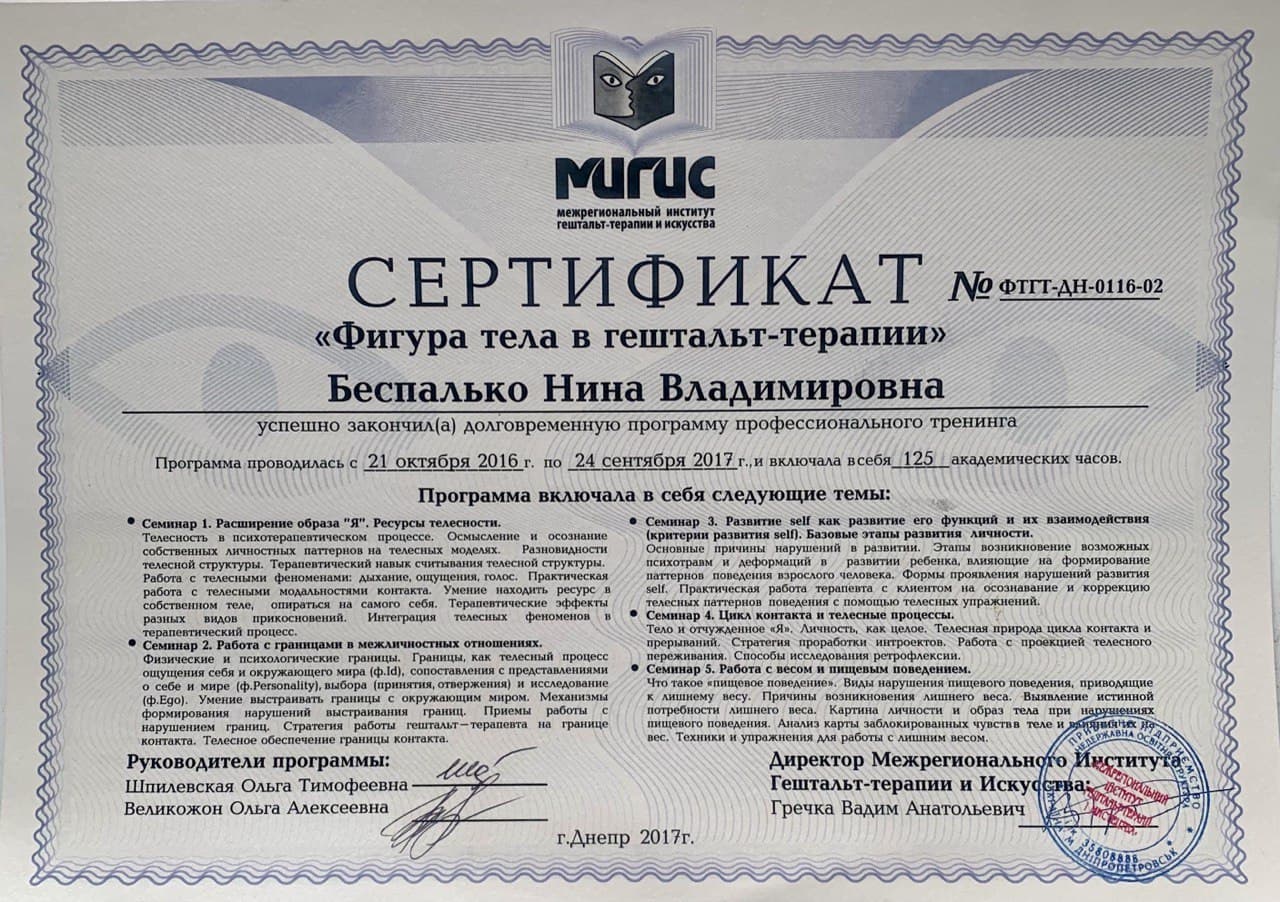 МИГИС
межрегиональный институт
гештальт-терапии и искусства
СЕРТИФИКАТ № ФТГТ-ДН-0116-02
«Фигура тела в гештальт-терапии»
Беспалько Нина Владимировна
успешно закончил(а) долговременную программу профессионального тренинга
Программа проводилась с 21 октября 2016 г. по 24 сентября 2017 г., и включала в себя 125 академических часов.
Программа включала в себя следующие темы:
• Семинар 1. Расширение образа "Я". Ресурсы телесности.
Телесность в психотерапевтическом процессе. Осмысление и осознание
собственных личностных паттернов на телесных моделях. Разновидности
телесной структуры. Терапевтический навык считывания телесной структуры.
Работа с телесными феноменами: дыхание, ощущения, голос. Практическая
работа с телесными модальностями контакта. Умение находить ресурс в
собственном теле, опираться на самого себя. Терапевтические эффекты
разных видов прикосновений. Интеграция телесных феноменов в
терапевтический процесс.
• Семинар 2. Работа с границами в межличностных отношениях.
Физические и психологические границы. Границы, как телесный процесс
ощущения себя и окружающего мира (ф.Id), сопоставления с представлениями
о себе и мире (ф.Personality), выбора (принятия, отвержения) и исследование
(ф.Ego). Умение выстраивать границы с окружающим миром. Механизмы
формирования нарушений выстраивания границ. Приемы работы с
нарушением границ. Стратегия работы гештальт-терапевта на границе
контакта. Телесное обеспечение границы контакта.
• Семинар 3. Развитие self как развитие его функций и их взаимодействия
(критерии развития self). Базовые этапы развития личности.
Основные причины нарушений в развитии. Этапы возникновение возможных
психотравм и деформаций в развитии ребенка, влияющие на формирование
паттернов поведения взрослого человека. Формы проявления нарушений развития
self. Практическая работа терапевта с клиентом на осознавание и коррекцию
телесных паттернов поведения с помощью телесных упражнений.
• Семинар 4. Цикл контакта и телесные процессы.
Тело и отчужденное «Я». Личность, как целое. Телесная природа цикла контакта и
прерываний. Стратегия проработки интроектов. Работа с проекцией телесного
переживания. Способы исследования ретрофлексии.
• Семинар 5. Работа с весом и пищевым поведением.
Что такое «пищевое поведение». Виды нарушения пищевого поведения, приводящие
к лишнему весу. Причины возникновения лишнего веса. Выявление истинной
потребности лишнего веса. Картина личности и образ тела при нарушениях
пищевого поведения. Анализ карты заблокированных чувств в теле и влияния их на
вес. Техники и упражнения для работы с лишним весом.
Руководители программы:
Шпилевская Ольга Тимофеевна
Великожон Ольга Алексеевна
Директор Межрегионального Института
Гештальт-терапии и Искусства:
Гречка Вадим Анатольевич
г.Днепр 2017г.
ПРИВАТНЕ ПІДПРИЄМСТВО
НЕДЕРЖАВНА ОСВІТНЯ СТРУКТУРА
МЕЖРЕГИОНАЛЬНЫЙ
ИНСТИТУТ
ГЕШТАЛЬТ-ТЕРАПИИ
35808888
М. ДНІПРОПЕТРОВСЬК